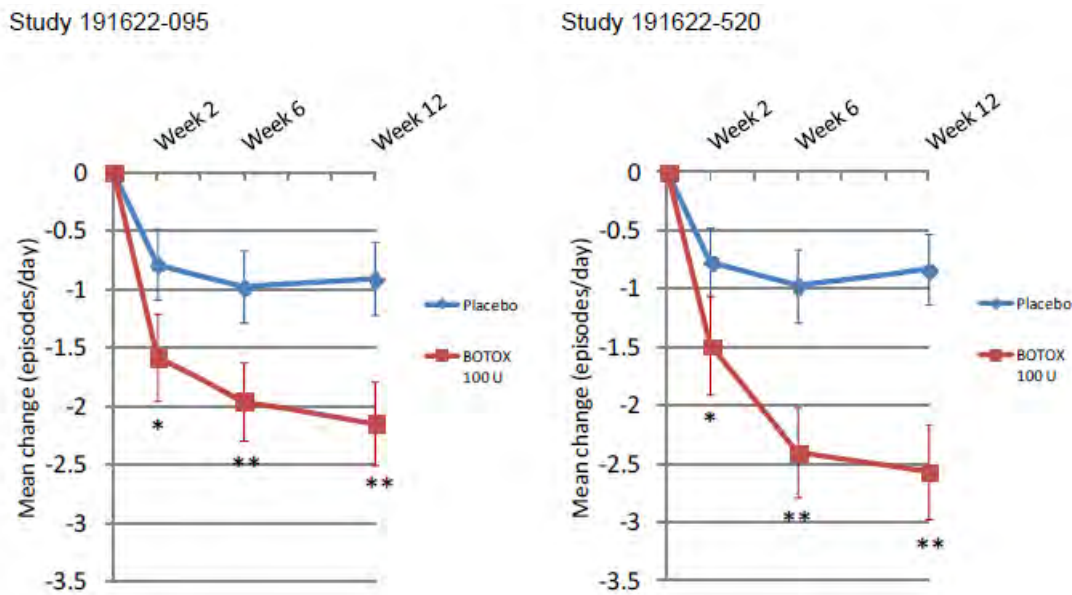 Study 191622-095
Week 2
Week 6
Week 12
0
-0.5
-1
-1.5
-2
-2.5
-3
-3.5
Mean change (episodes/day)
*
**
**
Placebo
BOTOX
100 U
Study 191622-520
Week 2
Week 6
Week 12
0
-0.5
-1
-1.5
-2
-2.5
-3
-3.5
Mean change (episodes/day)
*
**
**
Placebo
BOTOX
100 U